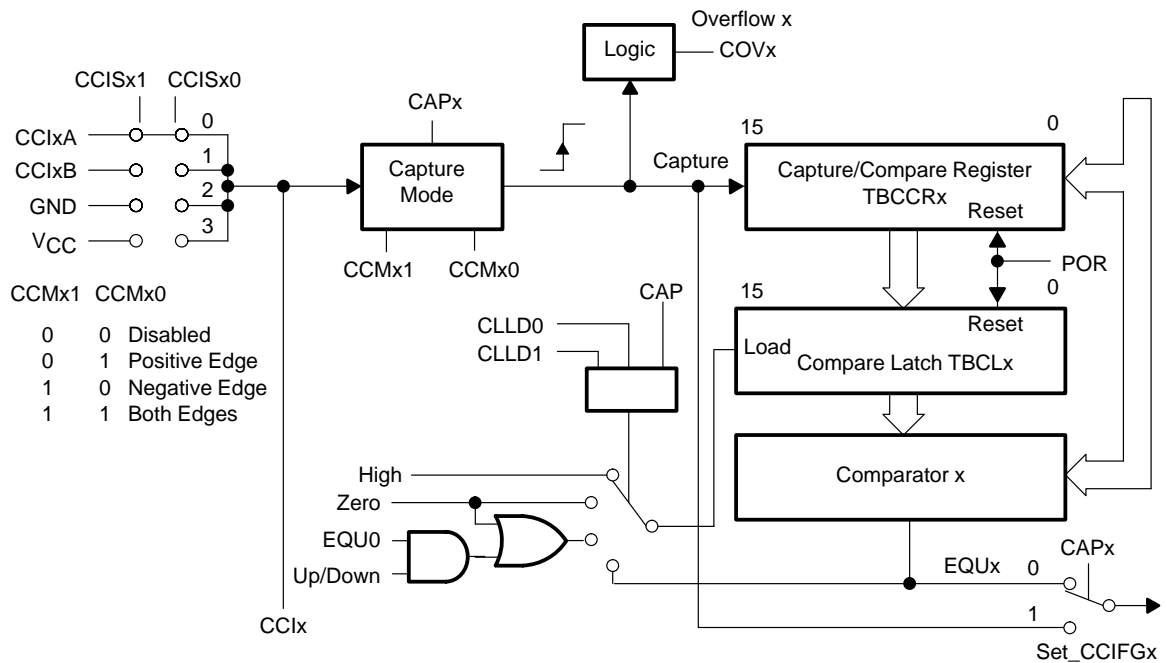 Overflow x
Logic
COVx
CCISx1 CCISx0
CAPx
CCIxA
0
CCIxB
1
GND
2
VCC
3
Capture
Mode
CCMx1
CCMx0
Capture
15
0
Capture/Compare Register
TBCCRx
Reset
POR
CCMx1 CCMx0
0 0 Disabled
0 1 Positive Edge
1 0 Negative Edge
1 1 Both Edges
CAP
CLLD0
CLLD1
15
0
Reset
Load
Compare Latch TBCLx
Comparator x
High
Zero
EQU0
Up/Down
CCIx
EQUx
0
CAPx
1
Set_CCIFGx